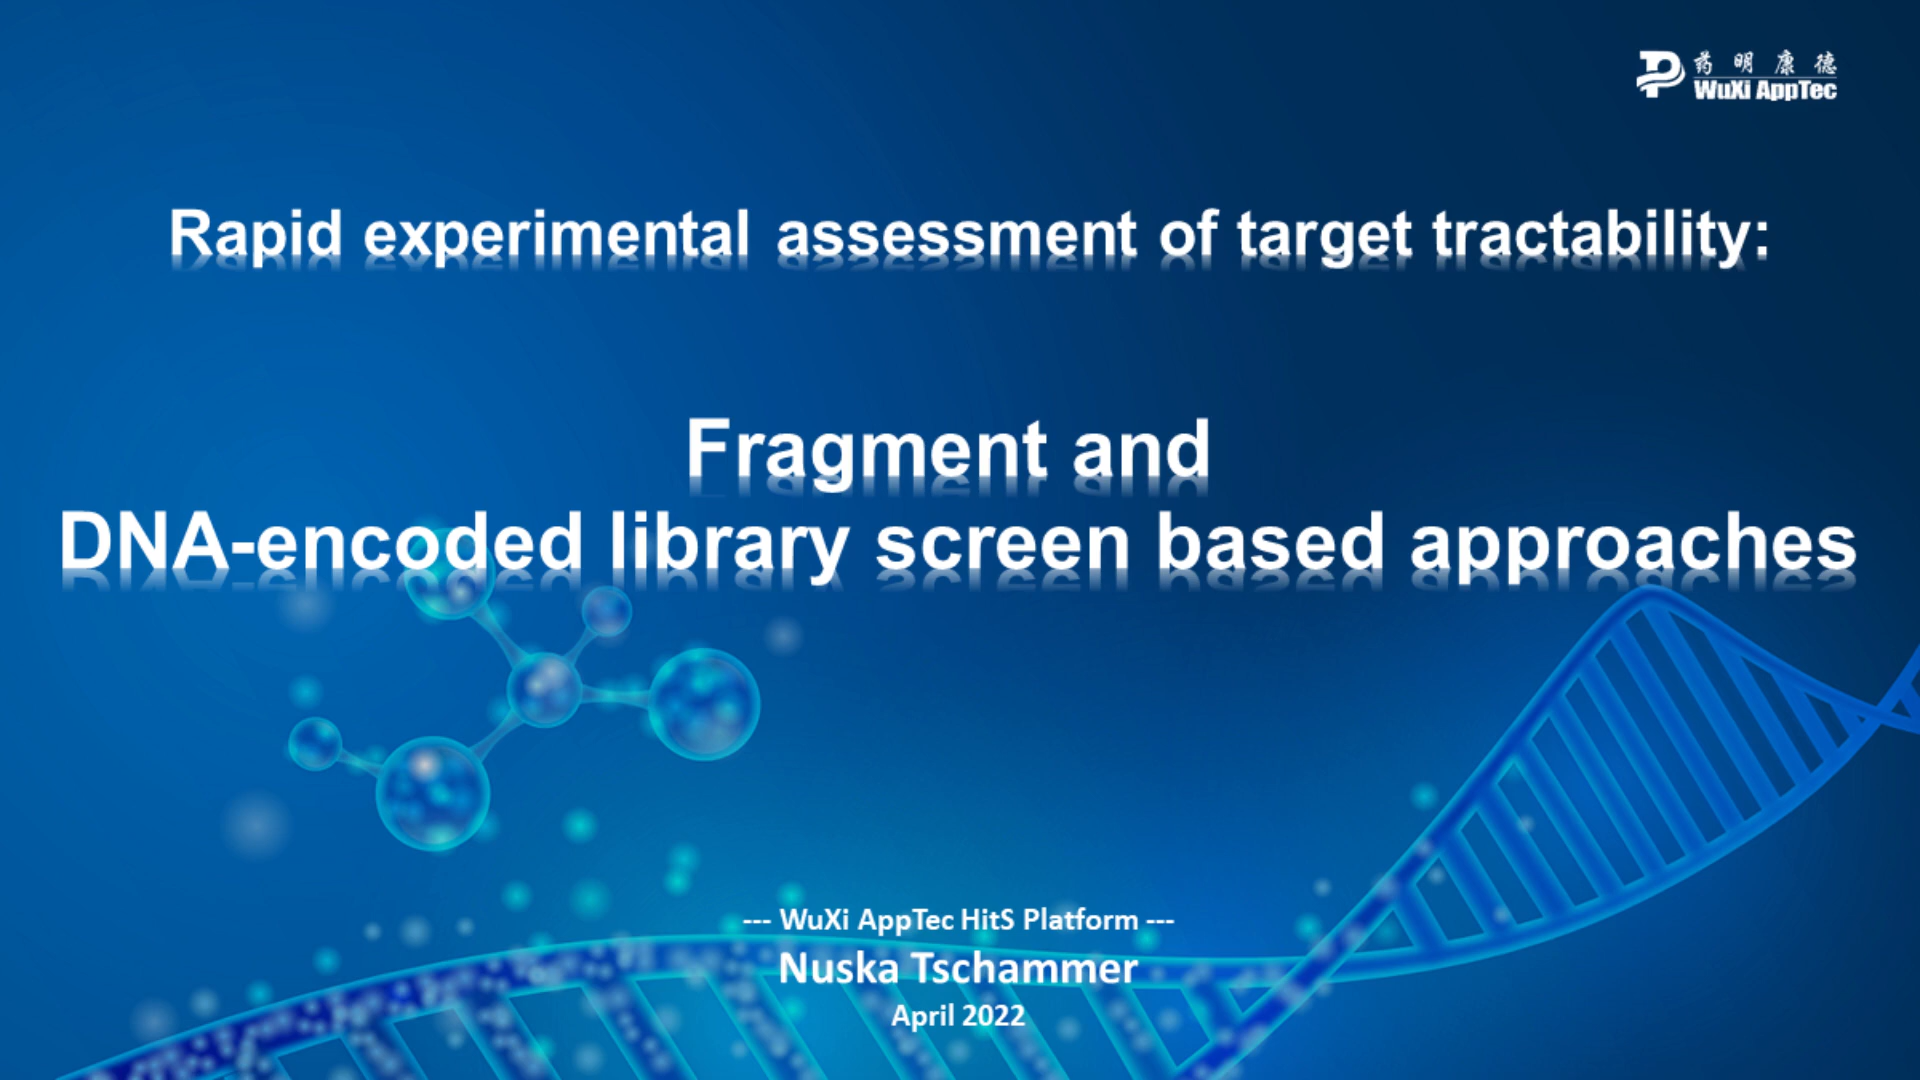 药明康德
WuXi AppTec
Rapid experimental assessment of target tractability:
Fragment and
DNA-encoded library screen based approaches
--- WuXi AppTec HitS Platform ---
Nuska Tschammer
April 2022